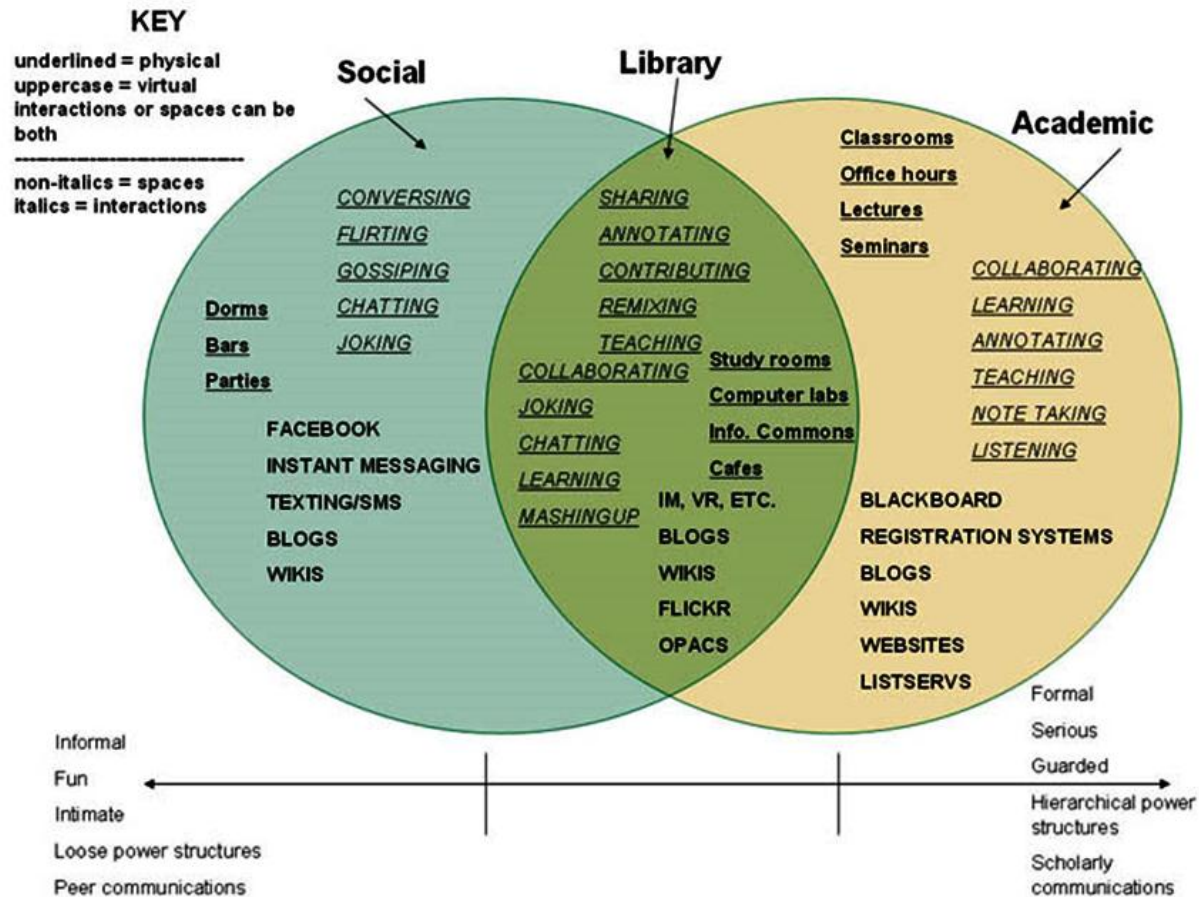 KEY
underlined = physical
uppercase = virtual
interactions or spaces can be
both
--------------------------------
non-italics = spaces
italics = interactions
Social
Library
Academic
CONVERSING
FLIRTING
GOSSIPING
CHATTING
JOKING
Dorms
Bars
Parties
FACEBOOK
INSTANT MESSAGING
TEXTING/SMS
BLOGS
WIKIS
SHARING
ANNOTATING
CONTRIBUTING
REMIXING
TEACHING
COLLABORATING
JOKING
CHATTING
LEARNING
MASHINGUP
Study rooms
Computer labs
Info. Commons
Cafes
IM, VR, ETC.
BLOGS
WIKIS
FLICKR
OPACS
Classrooms
Office hours
Lectures
Seminars
COLLABORATING
LEARNING
ANNOTATING
TEACHING
NOTE TAKING
LISTENING
BLACKBOARD
REGISTRATION SYSTEMS
BLOGS
WIKIS
WEBSITES
LISTSERVS
Informal
Fun
Intimate
Loose power structures
Peer communications
Formal
Serious
Guarded
Hierarchical power
structures
Scholarly
communications